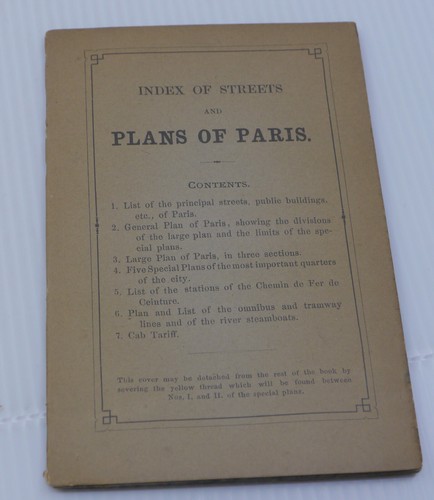 INDEX OF STREETS
AND
PLANS OF PARIS.
CONTENTS.
1. List of the principal streets, public buildings,
etc., of Paris.
2. General Plan of Paris, showing the divisions
of the large plan and the limits of the spe-
cial plans.
3. Large Plan of Paris, in three sections.
4. Five Special Plans of the most important quarters
of the city.
5. List of the stations of the Chemin de Fer de
Ceinture.
6. Plan and List of the omnibus and tramway
lines and of the river steamboats.
7. Cab Tariff.
This cover may be detached from the rest of the book by
severing the yellow thread which will be found between
Nos. I. and II. of the special plans.